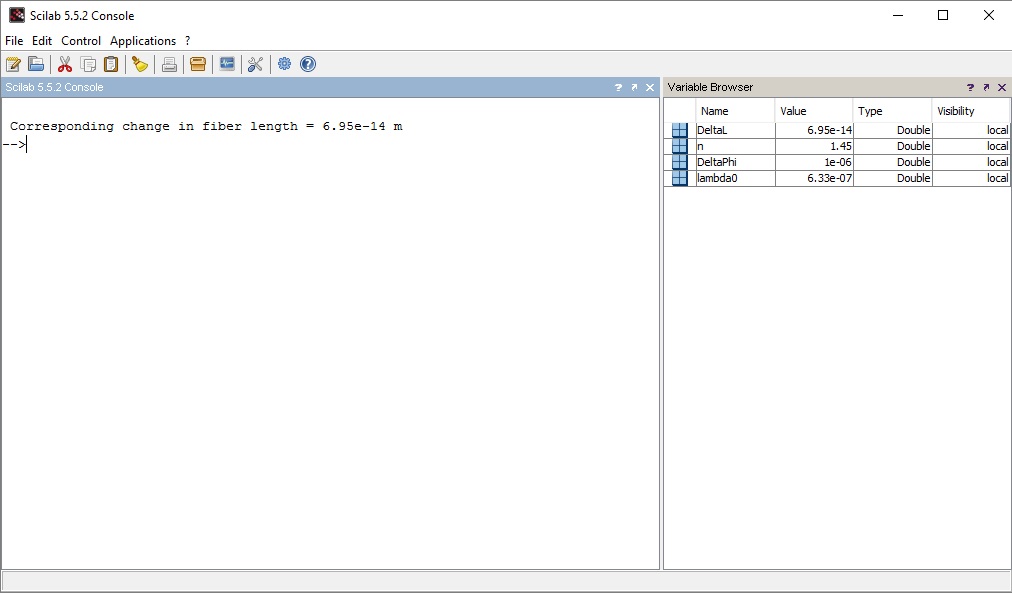 Scilab 5.5.2 Console
File Edit Control Applications ?
Scilab 5.5.2 Console ?
Corresponding change in fiber length = 6.95e-14 m
-->
Variable Browser ?
Name Value Type Visibility
DeltaL 6.95e-14 Double local
n 1.45 Double local
DeltaPhi 1e-06 Double local
lambda0 6.33e-07 Double local